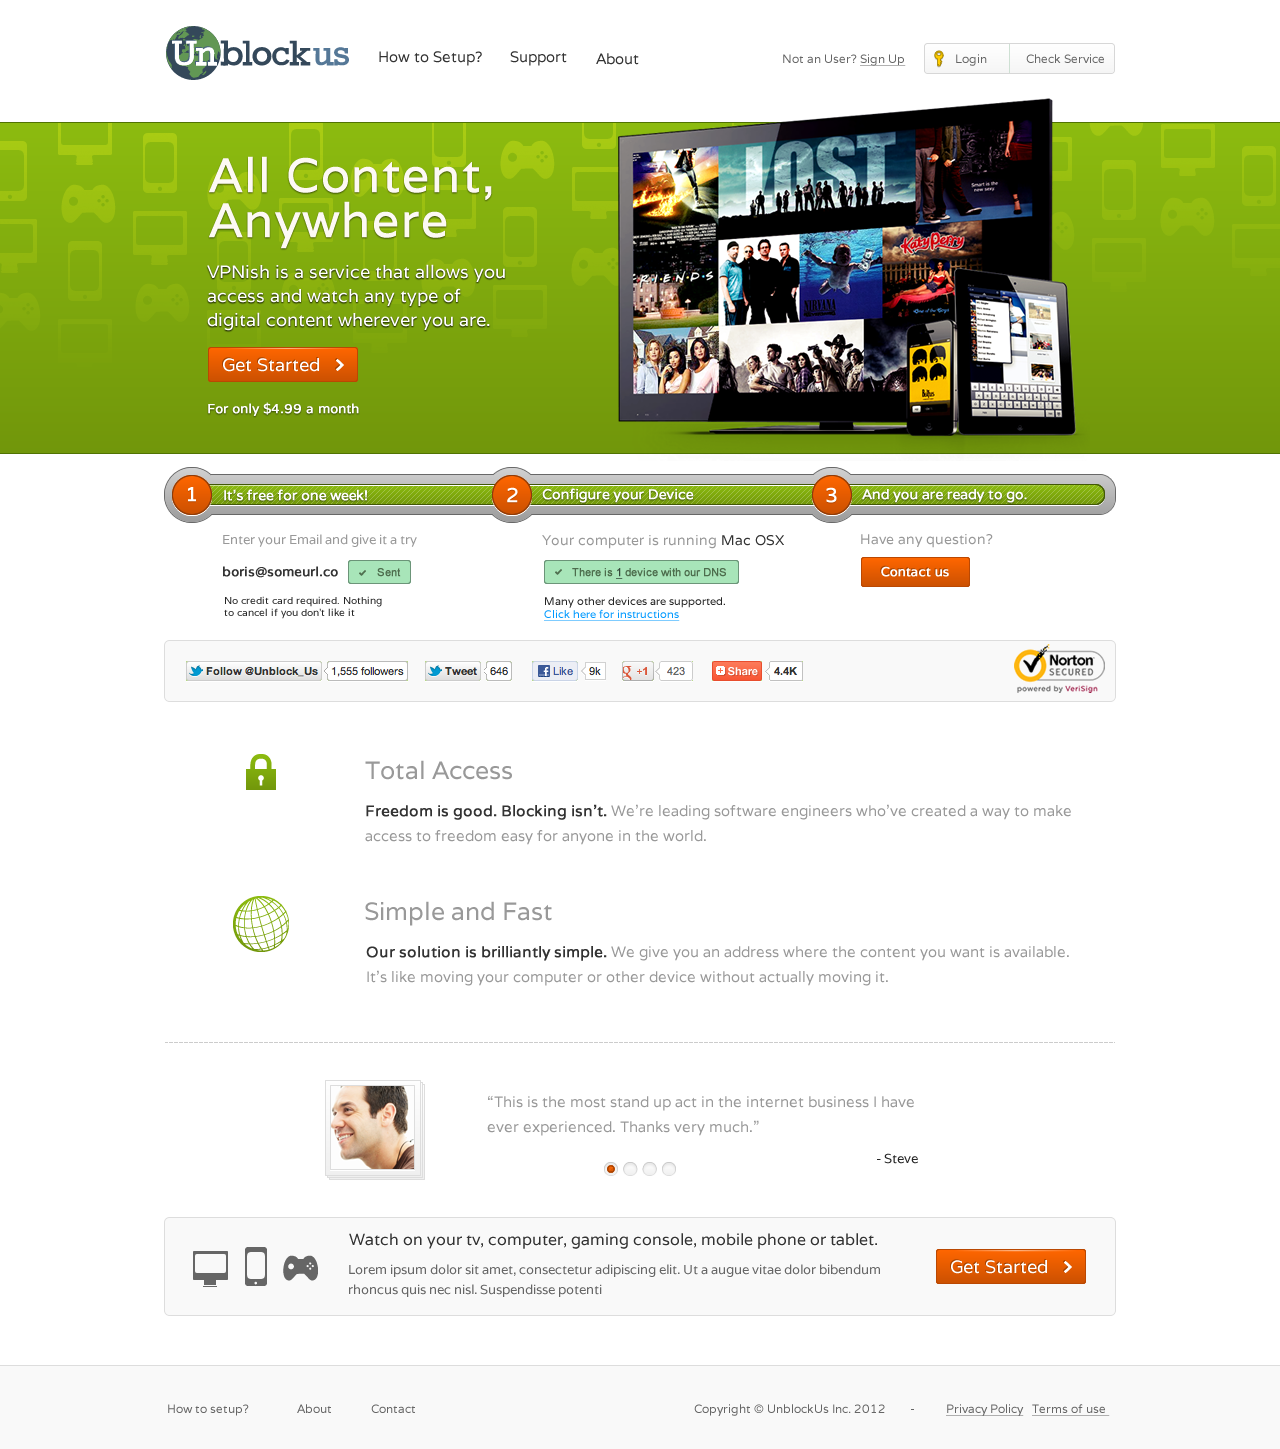 Unblockus
How to Setup?
Support
About
Not an User? Sign Up
Login
Check Service
All Content,
Anywhere
VPNish is a service that allows you
access and watch any type of
digital content wherever you are.
Get Started
For only $4.99 a month
LOST
Smart is the
new sexy
FRIENDS
NIRVANA
Katy Perry
1
It's free for one week!
2
Configure your Device
3
And you are ready to go.
Enter your Email and give it a try
boris@someurl.co
Sent
No credit card required. Nothing
to cancel if you don't like it
Your computer is running Mac OSX
There is 1 device with our DNS
Many other devices are supported.
Click here for instructions
Have any question?
Contact us
Follow @Unblock_Us
1,555 followers
Tweet
646
Like
9k
g +1
423
Share
4.4K
Norton
SECURED
powered by VeriSign
Total Access
Freedom is good. Blocking isn't. We're leading software engineers who've created a way to make
access to freedom easy for anyone in the world.
Simple and Fast
Our solution is brilliantly simple. We give you an address where the content you want is available.
It's like moving your computer or other device without actually moving it.
“This is the most stand up act in the internet business I have
ever experienced. Thanks very much.”
- Steve
Watch on your tv, computer, gaming console, mobile phone or tablet.
Lorem ipsum dolor sit amet, consectetur adipiscing elit. Ut a augue vitae dolor bibendum
rhoncus quis nec nisl. Suspendisse potenti
Get Started
How to setup?
About
Contact
Copyright © UnblockUs Inc. 2012
-
Privacy Policy
Terms of use